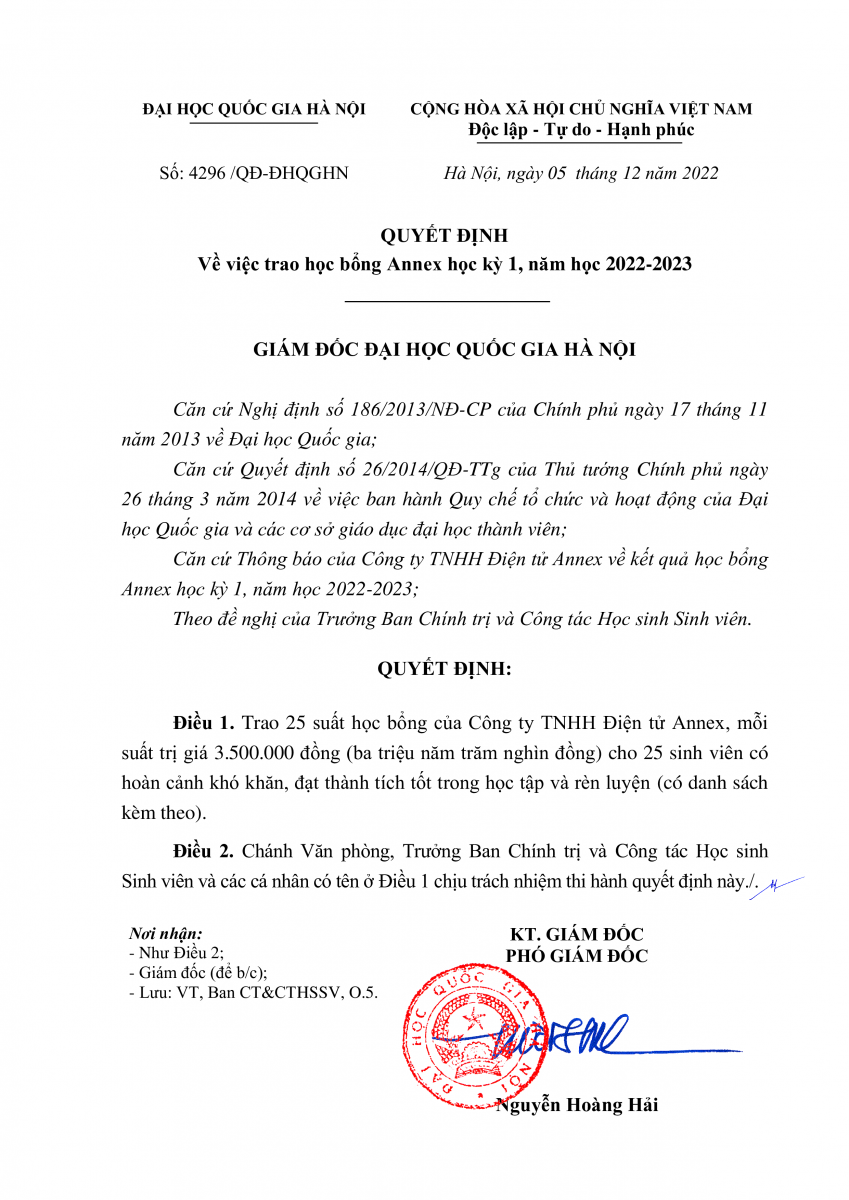 ĐẠI HỌC QUỐC GIA HÀ NỘI
CỘNG HÒA XÃ HỘI CHỦ NGHĨA VIỆT NAM
Độc lập - Tự do - Hạnh phúc
Số: 4296 /QĐ-ĐHQGHN
Hà Nội, ngày 05 tháng 12 năm 2022
QUYẾT ĐỊNH
Về việc trao học bổng Annex học kỳ 1, năm học 2022-2023
GIÁM ĐỐC ĐẠI HỌC QUỐC GIA HÀ NỘI
Căn cứ Nghị định số 186/2013/NĐ-CP của Chính phủ ngày 17 tháng 11
năm 2013 về Đại học Quốc gia;
Căn cứ Quyết định số 26/2014/QĐ-TTg của Thủ tướng Chính phủ ngày
26 tháng 3 năm 2014 về việc ban hành Quy chế tổ chức và hoạt động của Đại
học Quốc gia và các cơ sở giáo dục đại học thành viên;
Căn cứ Thông báo của Công ty TNHH Điện tử Annex về kết quả học bổng
Annex học kỳ 1, năm học 2022-2023;
Theo đề nghị của Trưởng Ban Chính trị và Công tác Học sinh Sinh viên.
QUYẾT ĐỊNH:
Điều 1. Trao 25 suất học bổng của Công ty TNHH Điện tử Annex, mỗi
suất trị giá 3.500.000 đồng (ba triệu năm trăm nghìn đồng) cho 25 sinh viên có
hoàn cảnh khó khăn, đạt thành tích tốt trong học tập và rèn luyện (có danh sách
kèm theo).
Điều 2. Chánh Văn phòng, Trưởng Ban Chính trị và Công tác Học sinh
Sinh viên và các cá nhân có tên ở Điều 1 chịu trách nhiệm thi hành quyết định này./.
Nơi nhận:
- Như Điều 2;
- Giám đốc (để b/c);
- Lưu: VT, Ban CT&CTHSSV, O.5.
KT. GIÁM ĐỐC
PHÓ GIÁM ĐỐC
ĐẠI HỌC QUỐC GIA HÀ NỘI
Nguyễn Hoàng Hải